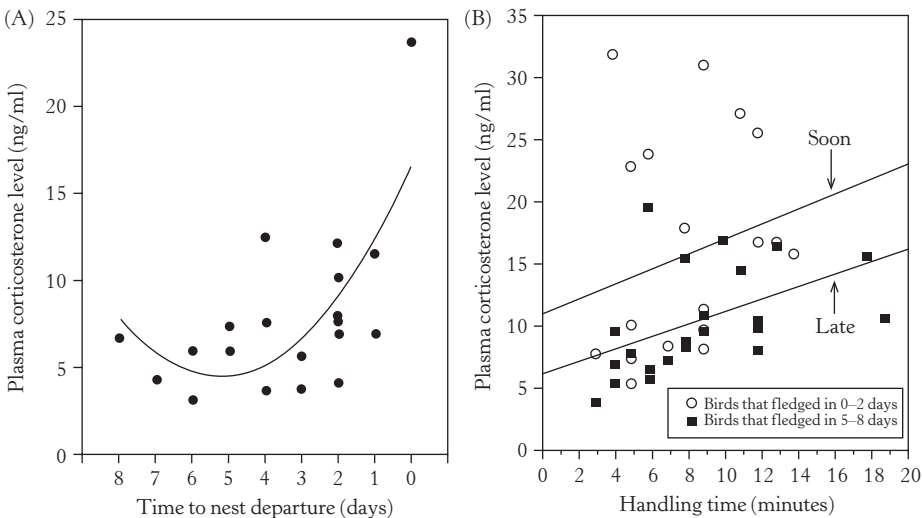 (A)
25
20
15
10
5
0
Plasma corticosterone level (ng/ml)
8 7 6 5 4 3 2 1 0
Time to nest departure (days)
(B)
35
30
25
20
15
10
5
0
Plasma corticosterone level (ng/ml)
Soon
Late
Birds that fledged in 0–2 days
Birds that fledged in 5–8 days
0 2 4 6 8 10 12 14 16 18 20
Handling time (minutes)